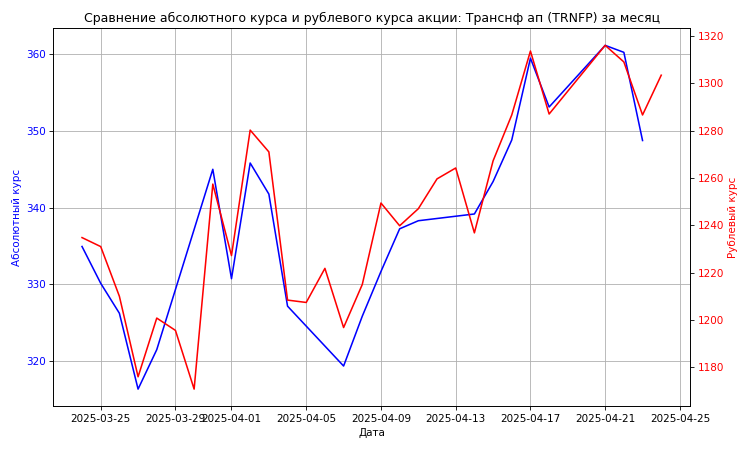 Сравнение абсолютного курса и рублевого курса акции: Транснф ап (TRNFP) за месяц
360
350
340
330
320
Абсолютный курс
1320
1300
1280
1260
1240
1220
1200
1180
Рублевый курс
2025-03-25 2025-03-29 2025-04-01 2025-04-05 2025-04-09 2025-04-13 2025-04-17 2025-04-21 2025-04-25
Дата